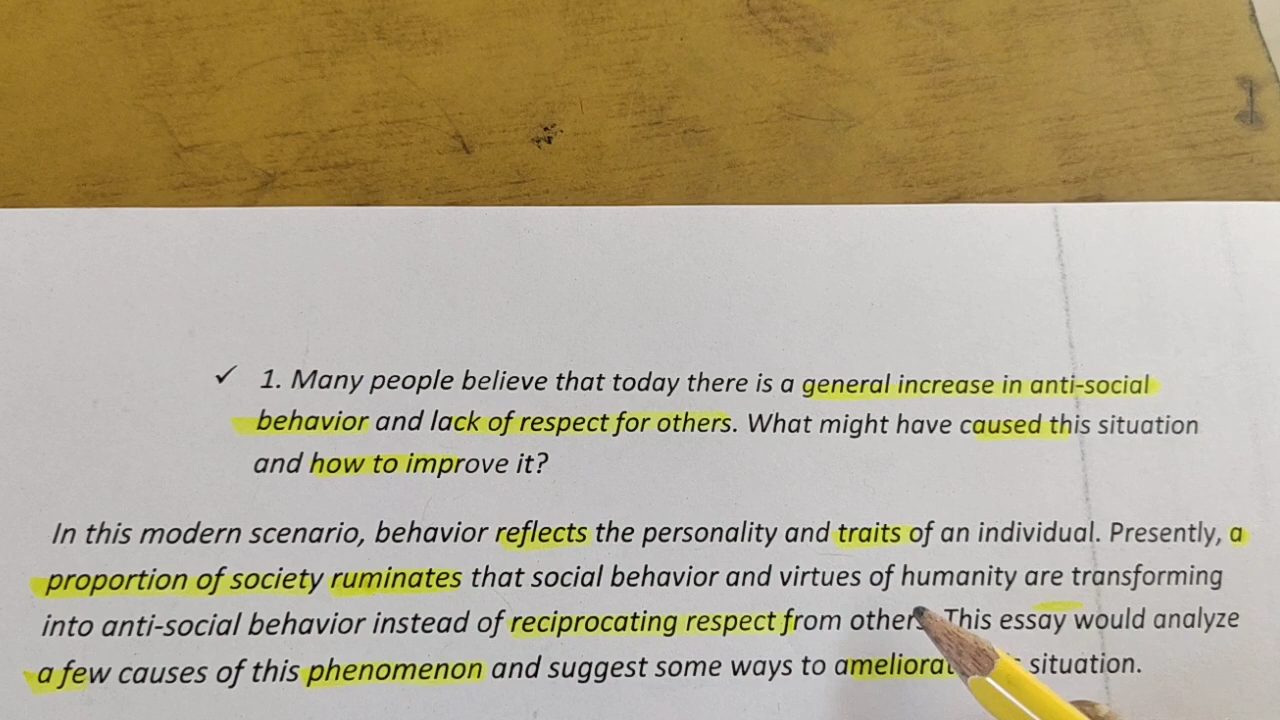 ✓ 1. Many people believe that today there is a general increase in anti-social
behavior and lack of respect for others. What might have caused this situation
and how to improve it?
In this modern scenario, behavior reflects the personality and traits of an individual. Presently, a
proportion of society ruminates that social behavior and virtues of humanity are transforming
into anti-social behavior instead of reciprocating respect from others. This essay would analyze
a few causes of this phenomenon and suggest some ways to situation.